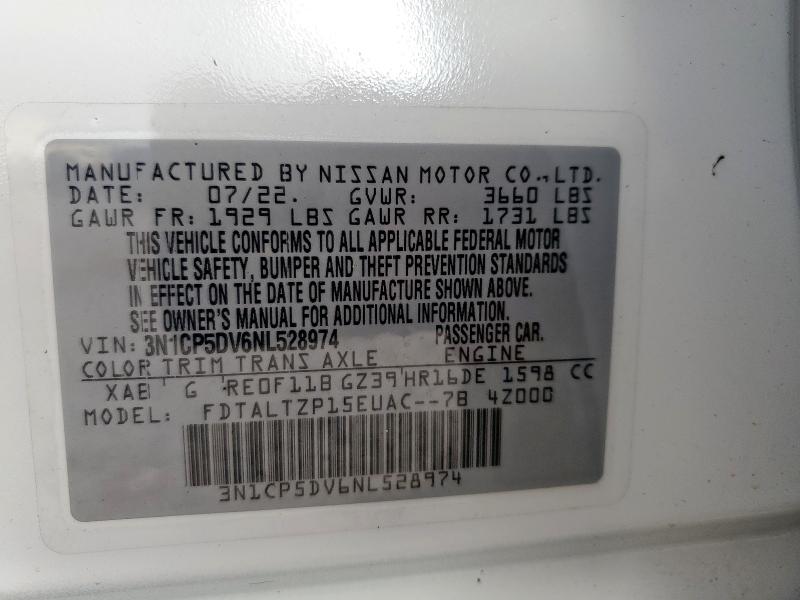 MANUFACTURED BY NISSAN MOTOR CO.,LTD.
DATE: 07/22. GVWR: 3660 LBS
GAWR FR: 1929 LBS GAWR RR: 1731 LBS
THIS VEHICLE CONFORMS TO ALL APPLICABLE FEDERAL MOTOR
VEHICLE SAFETY, BUMPER AND THEFT PREVENTION STANDARDS
IN EFFECT ON THE DATE OF MANUFACTURE SHOWN ABOVE.
SEE OWNER'S MANUAL FOR ADDITIONAL INFORMATION.
VIN: 3N1CP5DV6NL528974 PASSENGER CAR.
COLOR TRIM TRANS AXLE ENGINE
XAB G RE0F11B GZ39 HR16DE 1598 CC
MODEL: FDTALTZP15EUAC--7B 4Z000
3N1CP5DV6NL528974